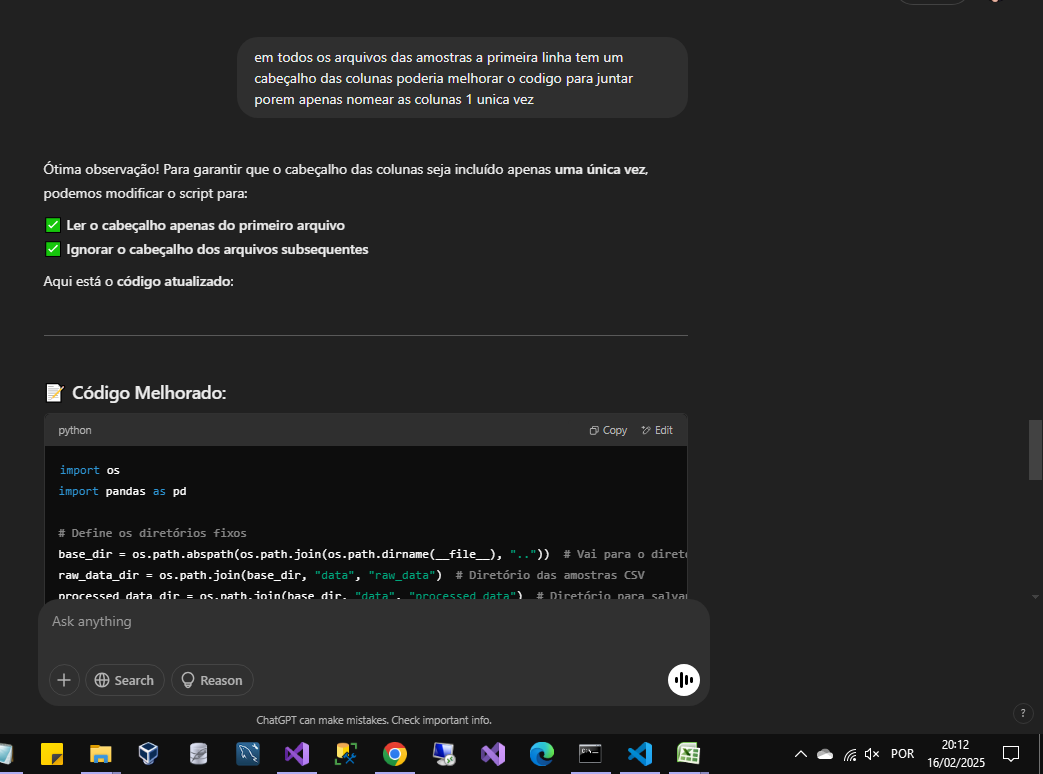 em todos os arquivos das amostras a primeira linha tem um
cabeçalho das colunas poderia melhorar o codigo para juntar
porem apenas nomear as colunas 1 unica vez
Ótima observação! Para garantir que o cabeçalho das colunas seja incluído apenas uma única vez,
podemos modificar o script para:
✅ Ler o cabeçalho apenas do primeiro arquivo
✅ Ignorar o cabeçalho dos arquivos subsequentes
Aqui está o código atualizado:
📝 Código Melhorado:
python Copy Edit
import os
import pandas as pd
# Define os diretórios fixos
base_dir = os.path.abspath(os.path.join(os.path.dirname(__file__), "..")) # Vai para o direto
raw_data_dir = os.path.join(base_dir, "data", "raw_data") # Diretório das amostras CSV
processed_data_dir = os.path.join(base_dir, "data", "processed_data") # Diretório para salva
Ask anything
Search Reason
ChatGPT can make mistakes. Check important info.
?
POR
20:12
16/02/2025